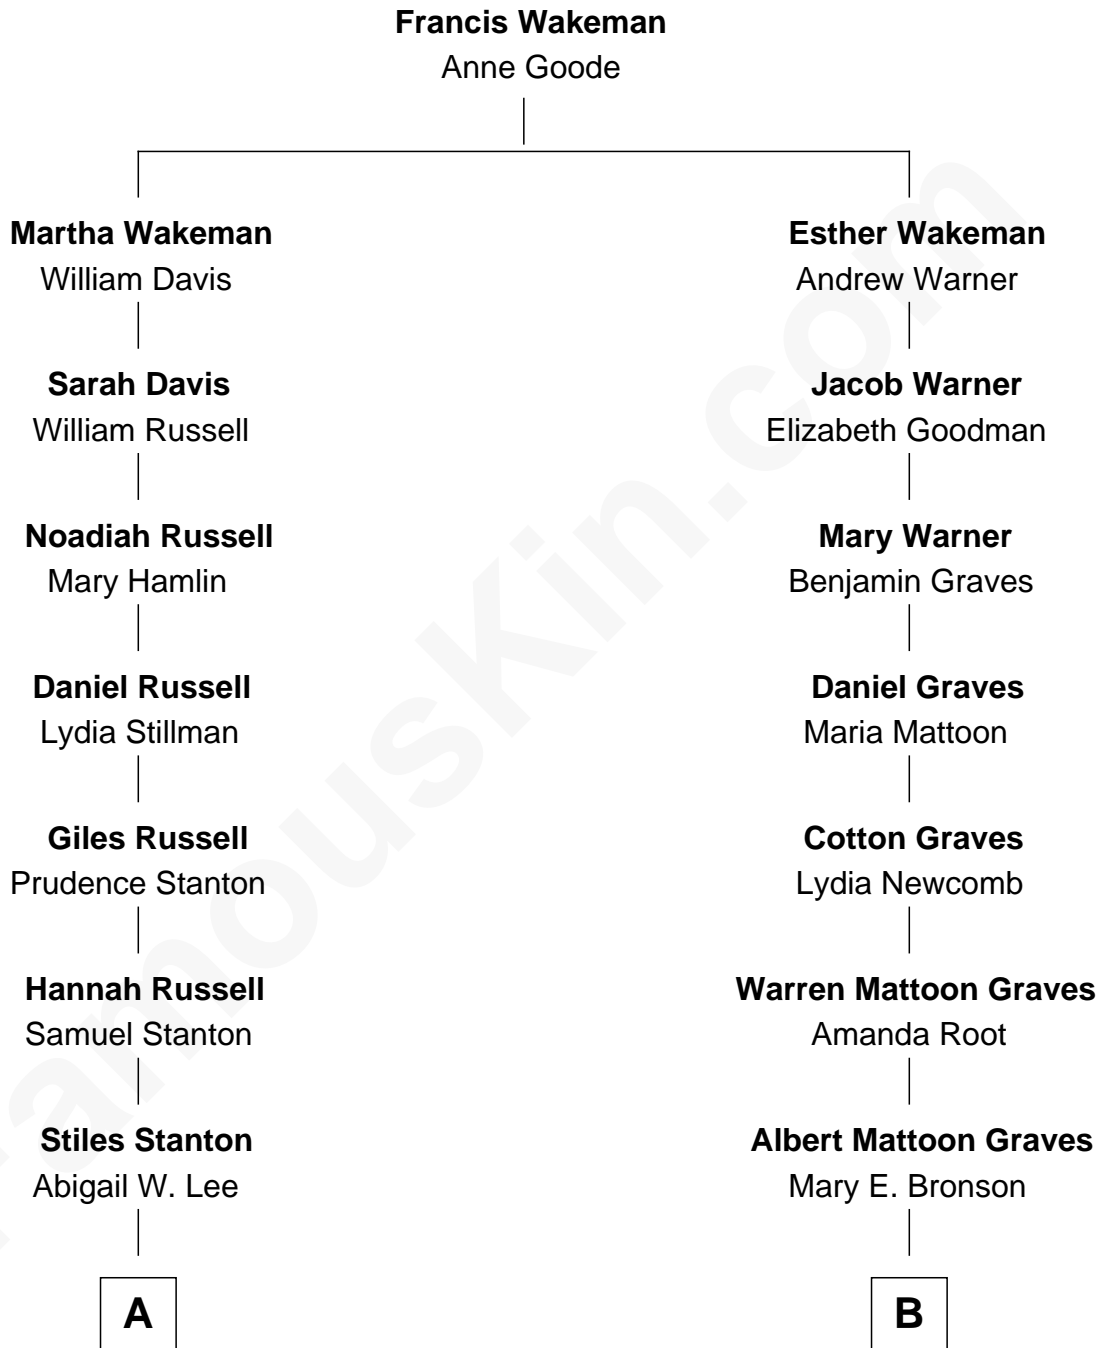 Francis Wakeman
Anne Goode
Martha Wakeman
William Davis
Esther Wakeman
Andrew Warner
Sarah Davis
William Russell
Jacob Warner
Elizabeth Goodman
Noadiah Russell
Mary Hamlin
Mary Warner
Benjamin Graves
Daniel Russell
Lydia Stillman
Daniel Graves
Maria Mattoon
Giles Russell
Prudence Stanton
Cotton Graves
Lydia Newcomb
Hannah Russell
Samuel Stanton
Warren Mattoon Graves
Amanda Root
Stiles Stanton
Abigail W. Lee
Albert Mattoon Graves
Mary E. Bronson
A
B
FamousKin.com